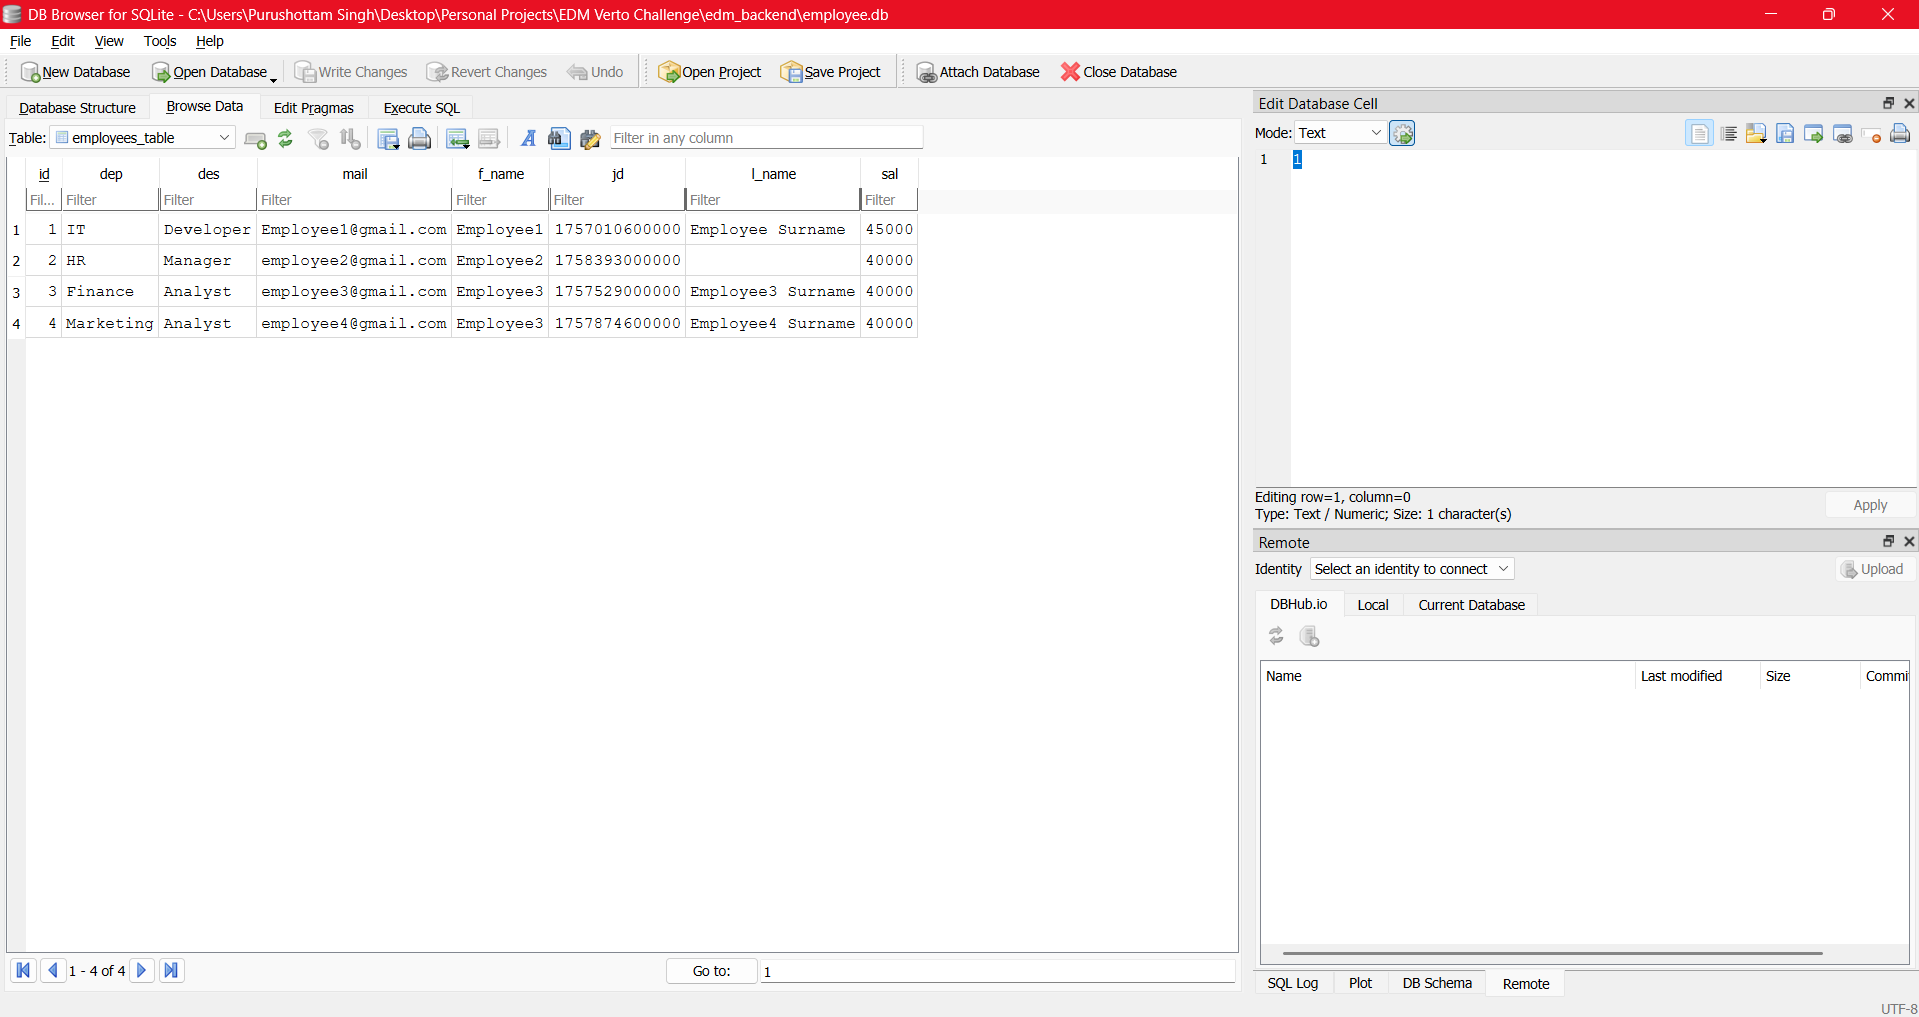 DB Browser for SQLite - C:\Users\Purushottam Singh\Desktop\Personal Projects\EDM Verto Challenge\edm_backend\employee.db
File Edit View Tools Help
New Database Open Database Write Changes Revert Changes Undo Open Project Save Project Attach Database Close Database
Database Structure Browse Data Edit Pragmas Execute SQL
Table: employees_table Filter in any column
id dep des mail f_name jd l_name sal
Fil... Filter Filter Filter Filter Filter Filter Filter
1 1 IT Developer Employee1@gmail.com Employee1 1757010600000 Employee Surname 45000
2 2 HR Manager employee2@gmail.com Employee2 1758393000000 40000
3 3 Finance Analyst employee3@gmail.com Employee3 1757529000000 Employee3 Surname 40000
4 4 Marketing Analyst employee4@gmail.com Employee3 1757874600000 Employee4 Surname 40000
1 - 4 of 4 Go to: 1
Edit Database Cell
Mode: Text
1 1
Editing row=1, column=0
Type: Text / Numeric; Size: 1 character(s)
Apply
Remote
Identity Select an identity to connect Upload
DBHub.io Local Current Database
Name Last modified Size Commi
SQL Log Plot DB Schema Remote
UTF-8